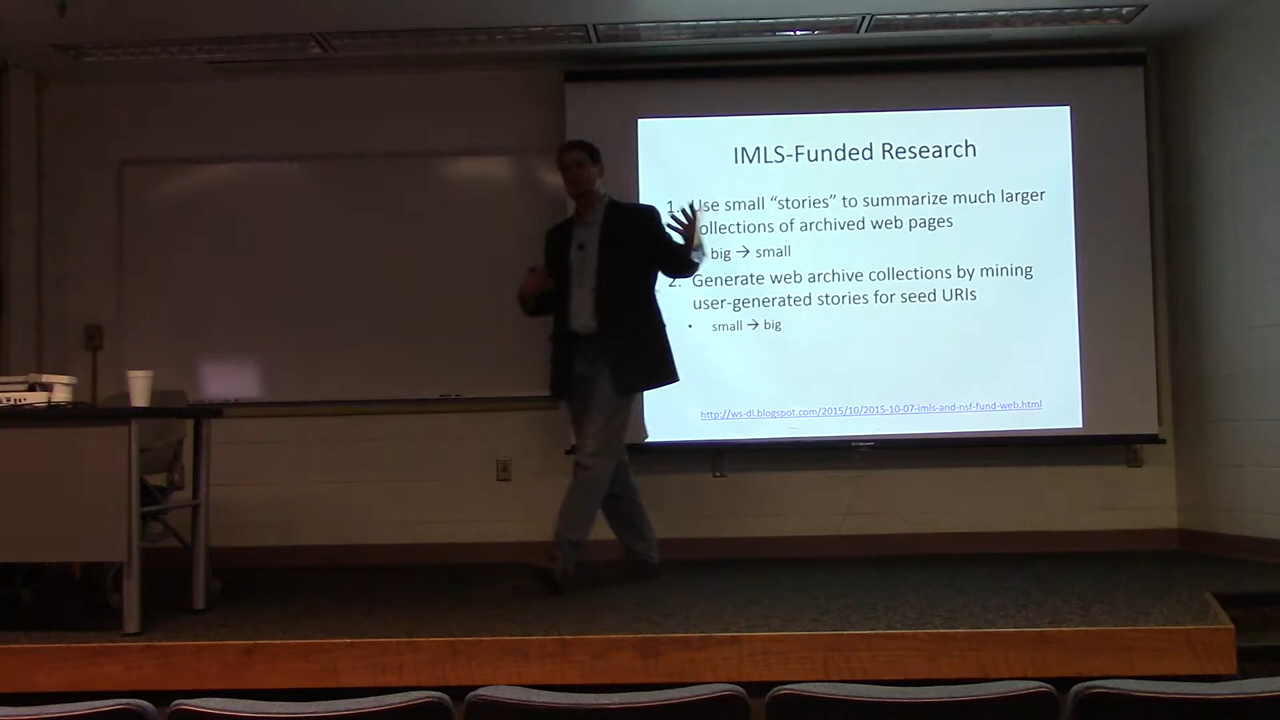 IMLS-Funded Research
1. Use small “stories” to summarize much larger
ollections of archived web pages
big → small
2. Generate web archive collections by mining
user-generated stories for seed URIs
• small → big
http://ws-dl.blogspot.com/2015/10/2015-10-07-imls-and-nsf-fund-web.html